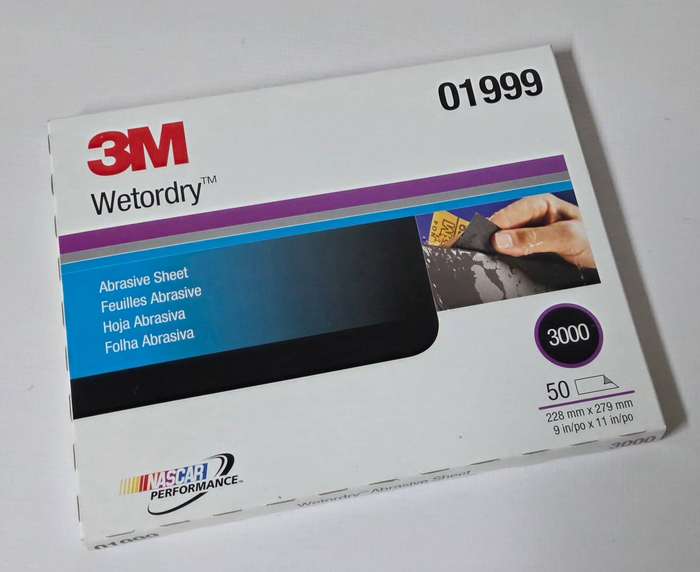 01999
3M
Wetordry™
Abrasive Sheet
Feuilles Abrasive
Hoja Abrasiva
Folha Abrasiva
3000
50
228 mm x 279 mm
9 in/po x 11 in/po
NASCAR
PERFORMANCE™
3000
Wetordry™ Abrasive Sheet
01999